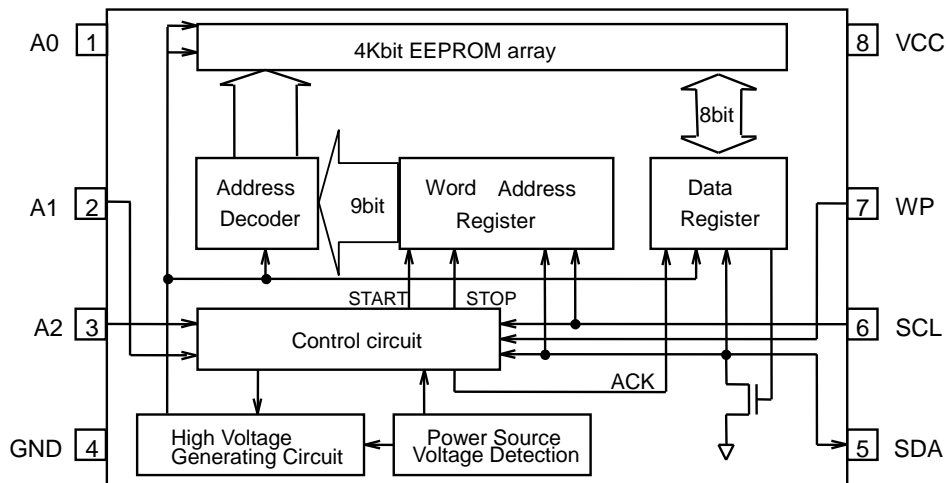 A0 1
4Kbit EEPROM array
8 VCC
8bit
A1 2
Address
Decoder
9bit
Word Address
Register
Data
Register
7 WP
START
STOP
A2 3
Control circuit
6 SCL
ACK
GND 4
High Voltage
Generating Circuit
Power Source
Voltage Detection
5 SDA